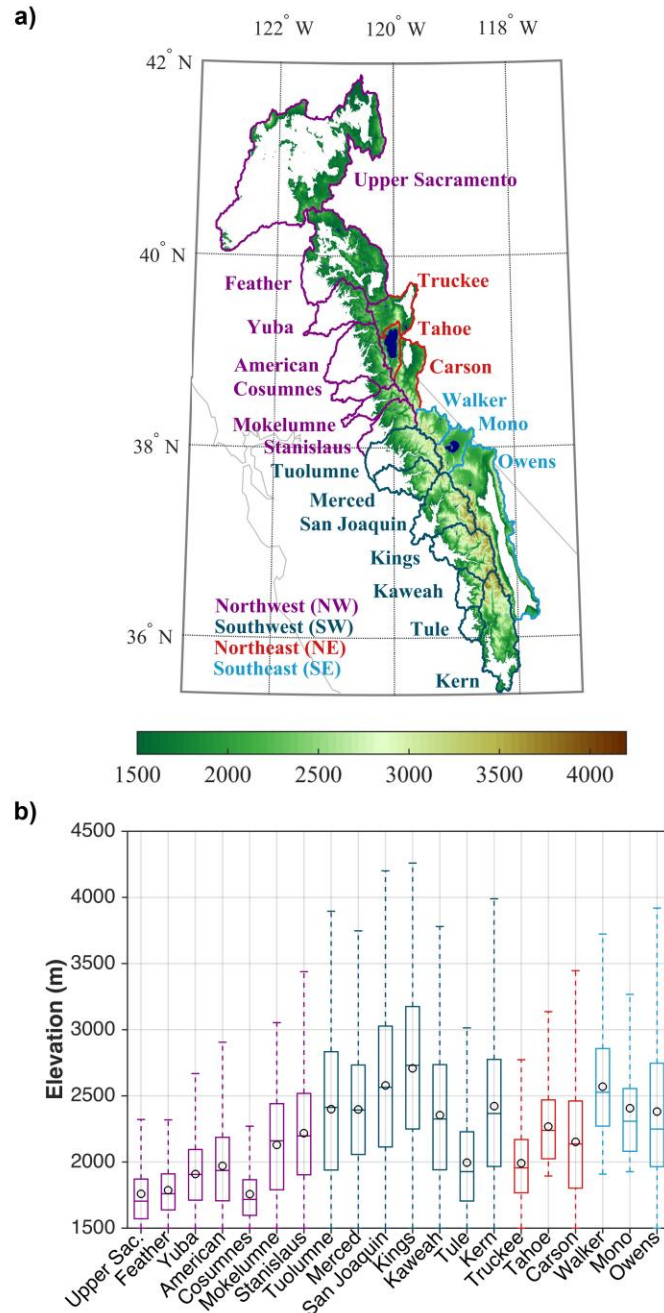 a)
122° W 120° W 118° W
42° N
Upper Sacramento
40° N
Feather
Truckee
Yuba
Tahoe
American
Carson
Cosumnes
Walker
Mokelumne
Mono
Stanislaus
38° N
Owens
Tuolumne
Merced
San Joaquin
Kings
Kaweah
Northwest (NW)
Southwest (SW)
Tule
36° N
Northeast (NE)
Southeast (SE)
Kern
1500 2000 2500 3000 3500 4000
b)
4500
4000
3500
3000
2500
2000
1500
Elevation (m)
Upper Sac.
Feather
Yuba
American
Cosumnes
Mokelumne
Stanislaus
Tuolumne
Merced
San Joaquin
Kings
Kaweah
Tule
Kern
Truckee
Tahoe
Carson
Walker
Mono
Owens